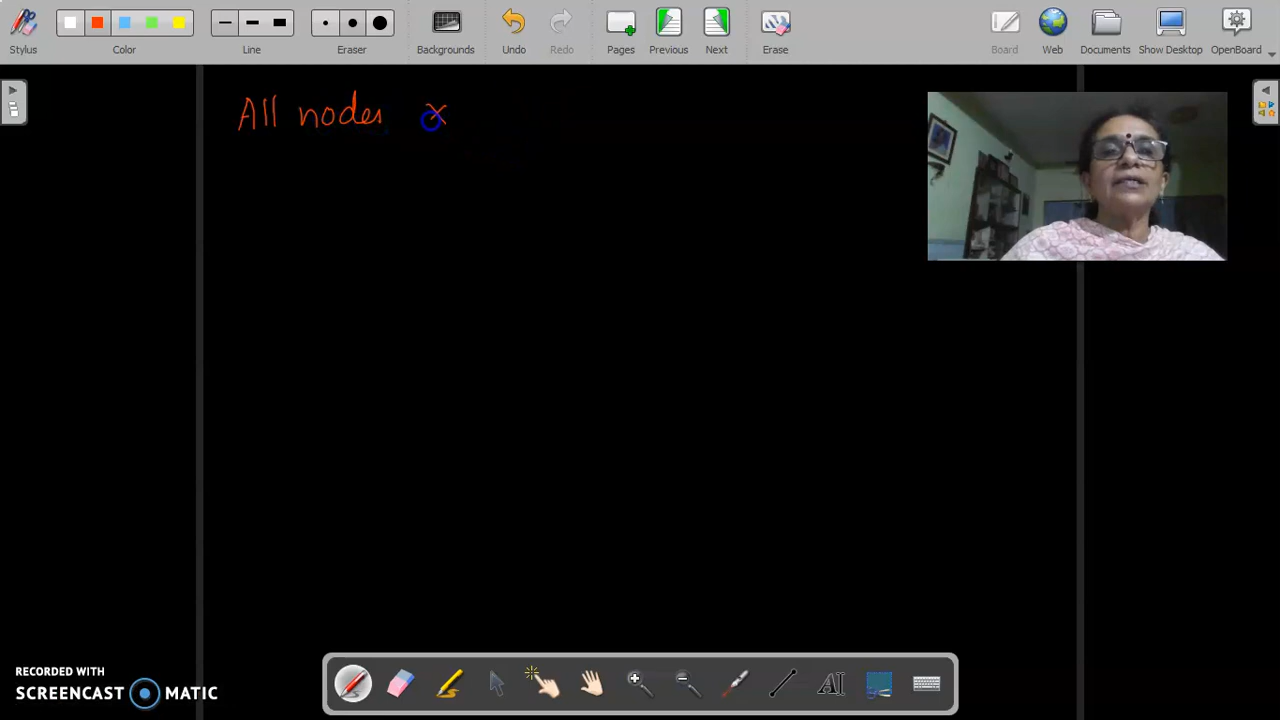 Stylus Color Line Eraser Backgrounds Undo Redo Pages Previous Next Erase Board Web Documents Show Desktop OpenBoard
All nodes x
AI
RECORDED WITH
SCREENCAST MATIC